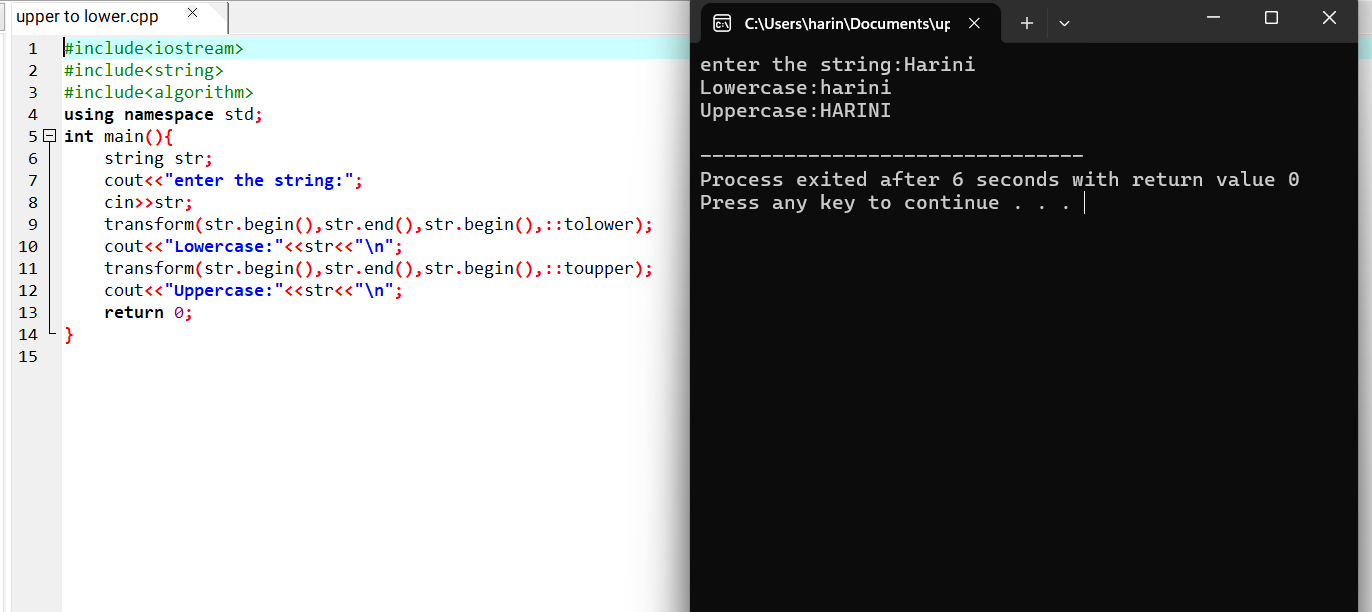 upper to lower.cpp
1 #include<iostream>
2 #include<string>
3 #include<algorithm>
4 using namespace std;
5 int main(){
6 string str;
7 cout<<"enter the string:";
8 cin>>str;
9 transform(str.begin(),str.end(),str.begin(),::tolower);
10 cout<<"Lowercase:"<<str<<"\n";
11 transform(str.begin(),str.end(),str.begin(),::toupper);
12 cout<<"Uppercase:"<<str<<"\n";
13 return 0;
14 }
15
C:\Users\harin\Documents\up
enter the string:Harini
Lowercase:harini
Uppercase:HARINI
--------------------------------
Process exited after 6 seconds with return value 0
Press any key to continue . . .